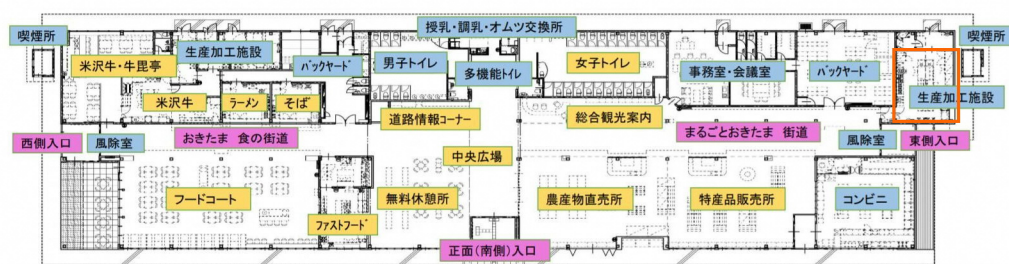 喫煙所
米沢牛・牛毘亭
生産加工施設
バックヤード
授乳・調乳・オムツ交換所
男子トイレ
多機能トイレ
女子トイレ
事務室・会議室
バックヤード
喫煙所
生産加工施設
米沢牛
ラーメン
そば
道路情報コーナー
総合観光案内
西側入口
風除室
おきたま 食の街道
まるごとおきたま 街道
風除室
東側入口
中央広場
フードコート
ファストフード
無料休憩所
農産物直売所
特産品販売所
コンビニ
正面(南側)入口